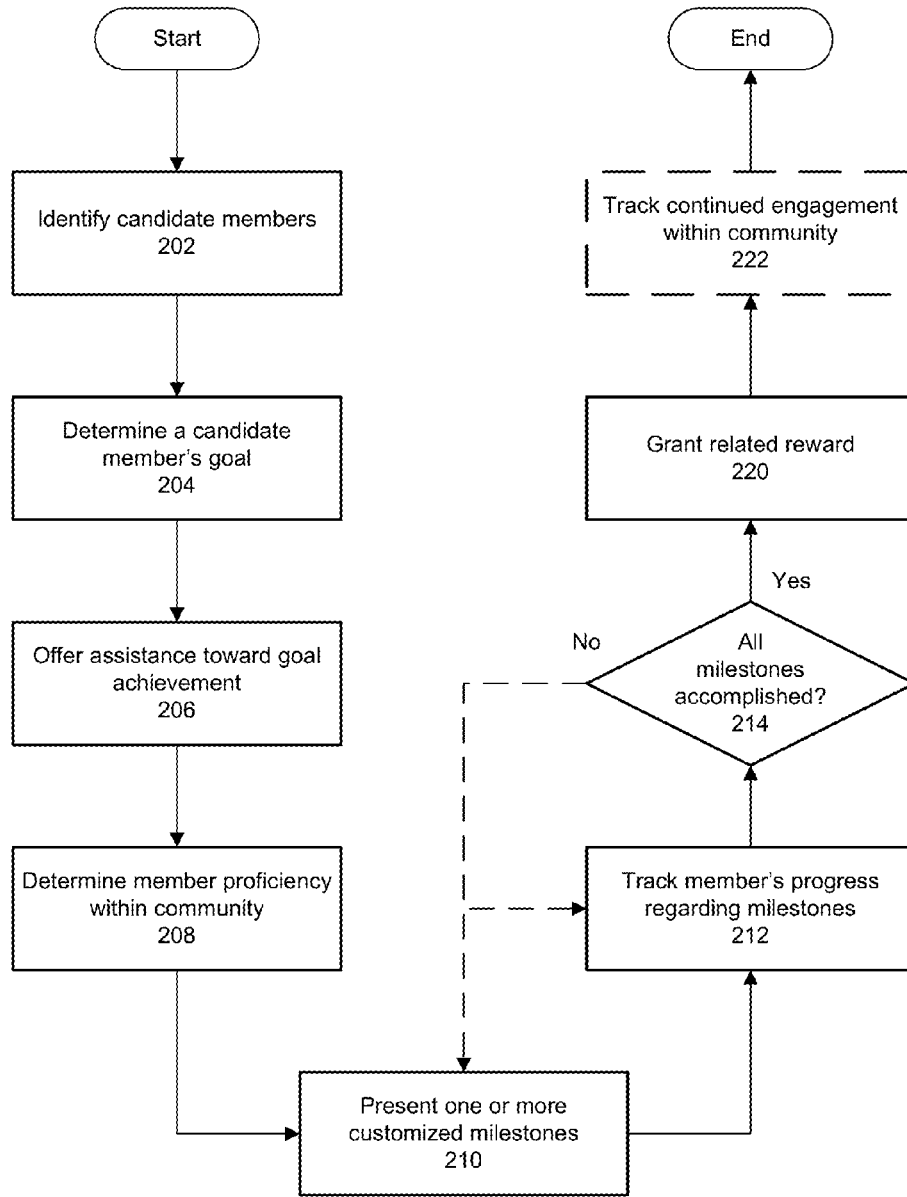 Start
Identify candidate members
202
Determine a candidate
member's goal
204
Offer assistance toward goal
achievement
206
Determine member proficiency
within community
208
Present one or more
customized milestones
210
Track member's progress
regarding milestones
212
All
milestones
accomplished?
214
No
Yes
Grant related reward
220
Track continued engagement
within community
222
End